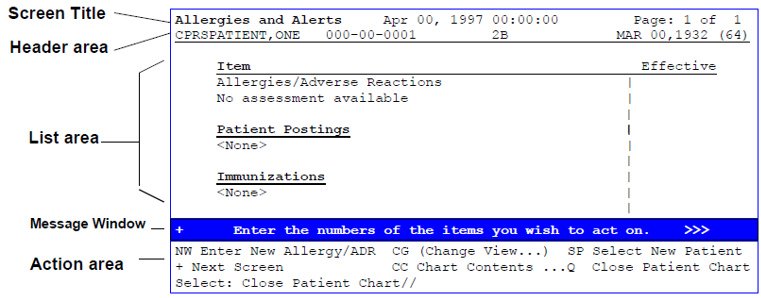 Screen Title
Allergies and Alerts Apr 00, 1997 00:00:00 Page: 1 of 1
Header area
CPRSPATIENT,ONE 000-00-0001 2B MAR 00,1932 (64)
Item Effective
Allergies/Adverse Reactions
No assessment available
Patient Postings
List area
<None>
Immunizations
<None>
Message Window
+ Enter the numbers of the items you wish to act on. >>>
NW Enter New Allergy/ADR CG (Change View...) SP Select New Patient
Action area
+ Next Screen CC Chart Contents ...Q Close Patient Chart
Select: Close Patient Chart//